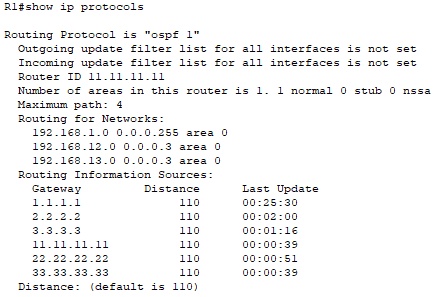 R1#show ip protocols
Routing Protocol is "ospf 1"
Outgoing update filter list for all interfaces is not set
Incoming update filter list for all interfaces is not set
Router ID 11.11.11.11
Number of areas in this router is 1. 1 normal 0 stub 0 nssa
Maximum path: 4
Routing for Networks:
192.168.1.0 0.0.0.255 area 0
192.168.12.0 0.0.0.3 area 0
192.168.13.0 0.0.0.3 area 0
Routing Information Sources:
Gateway Distance Last Update
1.1.1.1 110 00:25:30
2.2.2.2 110 00:02:00
3.3.3.3 110 00:01:16
11.11.11.11 110 00:00:39
22.22.22.22 110 00:00:51
33.33.33.33 110 00:00:39
Distance: (default is 110)